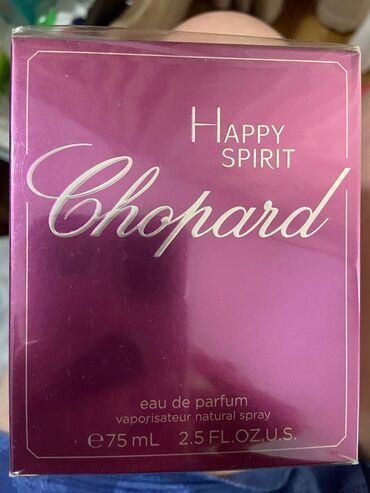 HAPPY
SPIRIT
Chopard
eau de parfum
vaporisateur natural spray
℮75 mL 2.5 FL.OZ.U.S.